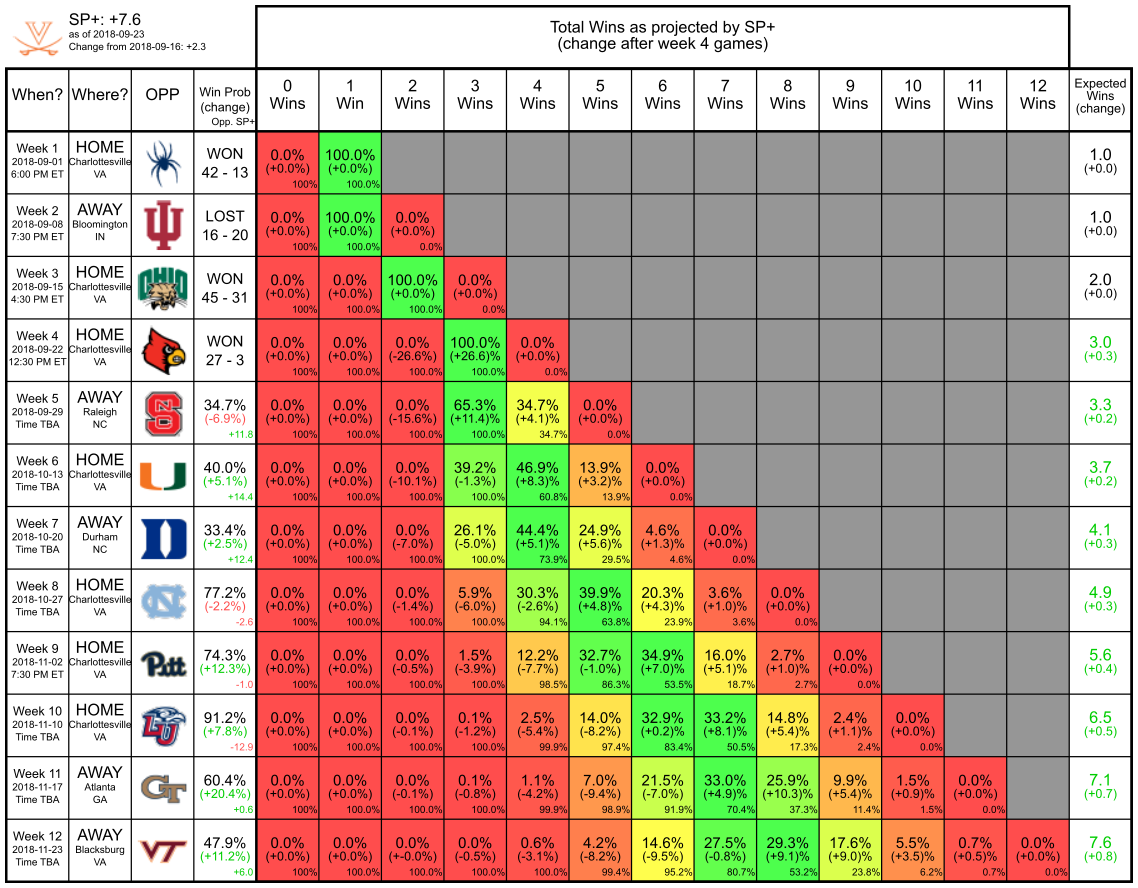 SP+: +7.6
as of 2018-09-23
Change from 2018-09-16: +2.3
Total Wins as projected by SP+
(change after week 4 games)
When? Where? OPP Win Prob (change) Opp. SP+ 0 Wins 1 Win 2 Wins 3 Wins 4 Wins 5 Wins 6 Wins 7 Wins 8 Wins 9 Wins 10 Wins 11 Wins 12 Wins Expected Wins (change)
Week 1 HOME WON 0.0% 100.0% 1.0
2018-09-01 Charlottesville 42 - 13 (+0.0%) (+0.0%) (+0.0)
6:00 PM ET VA 100% 100.0%
Week 2 AWAY LOST 0.0% 100.0% 0.0% 1.0
2018-09-08 Bloomington 16 - 20 (+0.0%) (+0.0%) (+0.0%) (+0.0)
7:30 PM ET IN 100% 100.0% 0.0%
Week 3 HOME OHIO WON 0.0% 0.0% 100.0% 0.0% 2.0
2018-09-15 Charlottesville 45 - 31 (+0.0%) (+0.0%) (+0.0%) (+0.0%) (+0.0)
4:30 PM ET VA 100% 100.0% 100.0% 0.0%
Week 4 HOME WON 0.0% 0.0% 0.0% 100.0% 0.0% 3.0
2018-09-22 Charlottesville 27 - 3 (+0.0%) (+0.0%) (-26.6%) (+26.6%) (+0.0%) (+0.3)
12:30 PM ET VA 100% 100.0% 100.0% 100.0% 0.0%
Week 5 AWAY S 34.7% 0.0% 0.0% 0.0% 65.3% 34.7% 0.0% 3.3
2018-09-29 Raleigh (-6.9%) (+0.0%) (+0.0%) (-15.6%) (+11.4)% (+4.1)% (+0.0%) (+0.2)
Time TBA NC +11.8 100% 100.0% 100.0% 100.0% 34.7% 0.0%
Week 6 HOME U 40.0% 0.0% 0.0% 0.0% 39.2% 46.9% 13.9% 0.0% 3.7
2018-10-13 Charlottesville (+5.1%) (+0.0%) (+0.0%) (-10.1%) (-1.3%) (+8.3)% (+3.2)% (+0.0%) (+0.2)
Time TBA VA +14.4 100% 100.0% 100.0% 100.0% 60.8% 13.9% 0.0%
Week 7 AWAY D 33.4% 0.0% 0.0% 0.0% 26.1% 44.4% 24.9% 4.6% 0.0% 4.1
2018-10-20 Durham (+2.5%) (+0.0%) (+0.0%) (-7.0%) (-5.0%) (+5.1)% (+5.6)% (+1.3)% (+0.0%) (+0.3)
Time TBA NC +12.4 100% 100.0% 100.0% 100.0% 73.9% 29.5% 4.6% 0.0%
Week 8 HOME NC 77.2% 0.0% 0.0% 0.0% 5.9% 30.3% 39.9% 20.3% 3.6% 0.0% 4.9
2018-10-27 Charlottesville (-2.2%) (+0.0%) (+0.0%) (-1.4%) (-6.0%) (-2.6%) (+4.8)% (+4.3)% (+1.0)% (+0.0%) (+0.3)
Time TBA VA -2.6 100% 100.0% 100.0% 100.0% 94.1% 63.8% 23.9% 3.6% 0.0%
Week 9 HOME Pitt 74.3% 0.0% 0.0% 0.0% 1.5% 12.2% 32.7% 34.9% 16.0% 2.7% 0.0% 5.6
2018-11-02 Charlottesville (+12.3%) (+0.0%) (+0.0%) (-0.5%) (-3.9%) (-7.7%) (-1.0%) (+7.0)% (+5.1)% (+1.0)% (+0.0%) (+0.4)
7:30 PM ET VA -1.0 100% 100.0% 100.0% 100.0% 98.5% 86.3% 53.5% 18.7% 2.7% 0.0%
Week 10 HOME LU 91.2% 0.0% 0.0% 0.0% 0.1% 2.5% 14.0% 32.9% 33.2% 14.8% 2.4% 0.0% 6.5
2018-11-10 Charlottesville (+7.8%) (+0.0%) (+0.0%) (-0.1%) (-1.2%) (-5.4%) (-8.2%) (+0.2)% (+8.1)% (+5.4)% (+1.1)% (+0.0%) (+0.5)
Time TBA VA -12.9 100% 100.0% 100.0% 100.0% 99.9% 97.4% 83.4% 50.5% 17.3% 2.4% 0.0%
Week 11 AWAY GT 60.4% 0.0% 0.0% 0.0% 0.1% 1.1% 7.0% 21.5% 33.0% 25.9% 9.9% 1.5% 0.0% 7.1
2018-11-17 Atlanta (+20.4%) (+0.0%) (+0.0%) (-0.1%) (-0.8%) (-4.2%) (-9.4%) (-7.0%) (+4.9)% (+10.3)% (+5.4)% (+0.9)% (+0.0%) (+0.7)
Time TBA GA +0.6 100% 100.0% 100.0% 100.0% 99.9% 98.9% 91.9% 70.4% 37.3% 11.4% 1.5% 0.0%
Week 12 AWAY VT 47.9% 0.0% 0.0% 0.0% 0.0% 0.6% 4.2% 14.6% 27.5% 29.3% 17.6% 5.5% 0.7% 0.0% 7.6
2018-11-23 Blacksburg (+11.2%) (+0.0%) (+0.0%) (+-0.0%) (-0.5%) (-3.1%) (-8.2%) (-9.5%) (-0.8%) (+9.1)% (+9.0)% (+3.5)% (+0.5)% (+0.0%) (+0.8)
Time TBA VA +6.0 100% 100.0% 100.0% 100.0% 100.0% 99.4% 95.2% 80.7% 53.2% 23.8% 6.2% 0.7% 0.0%